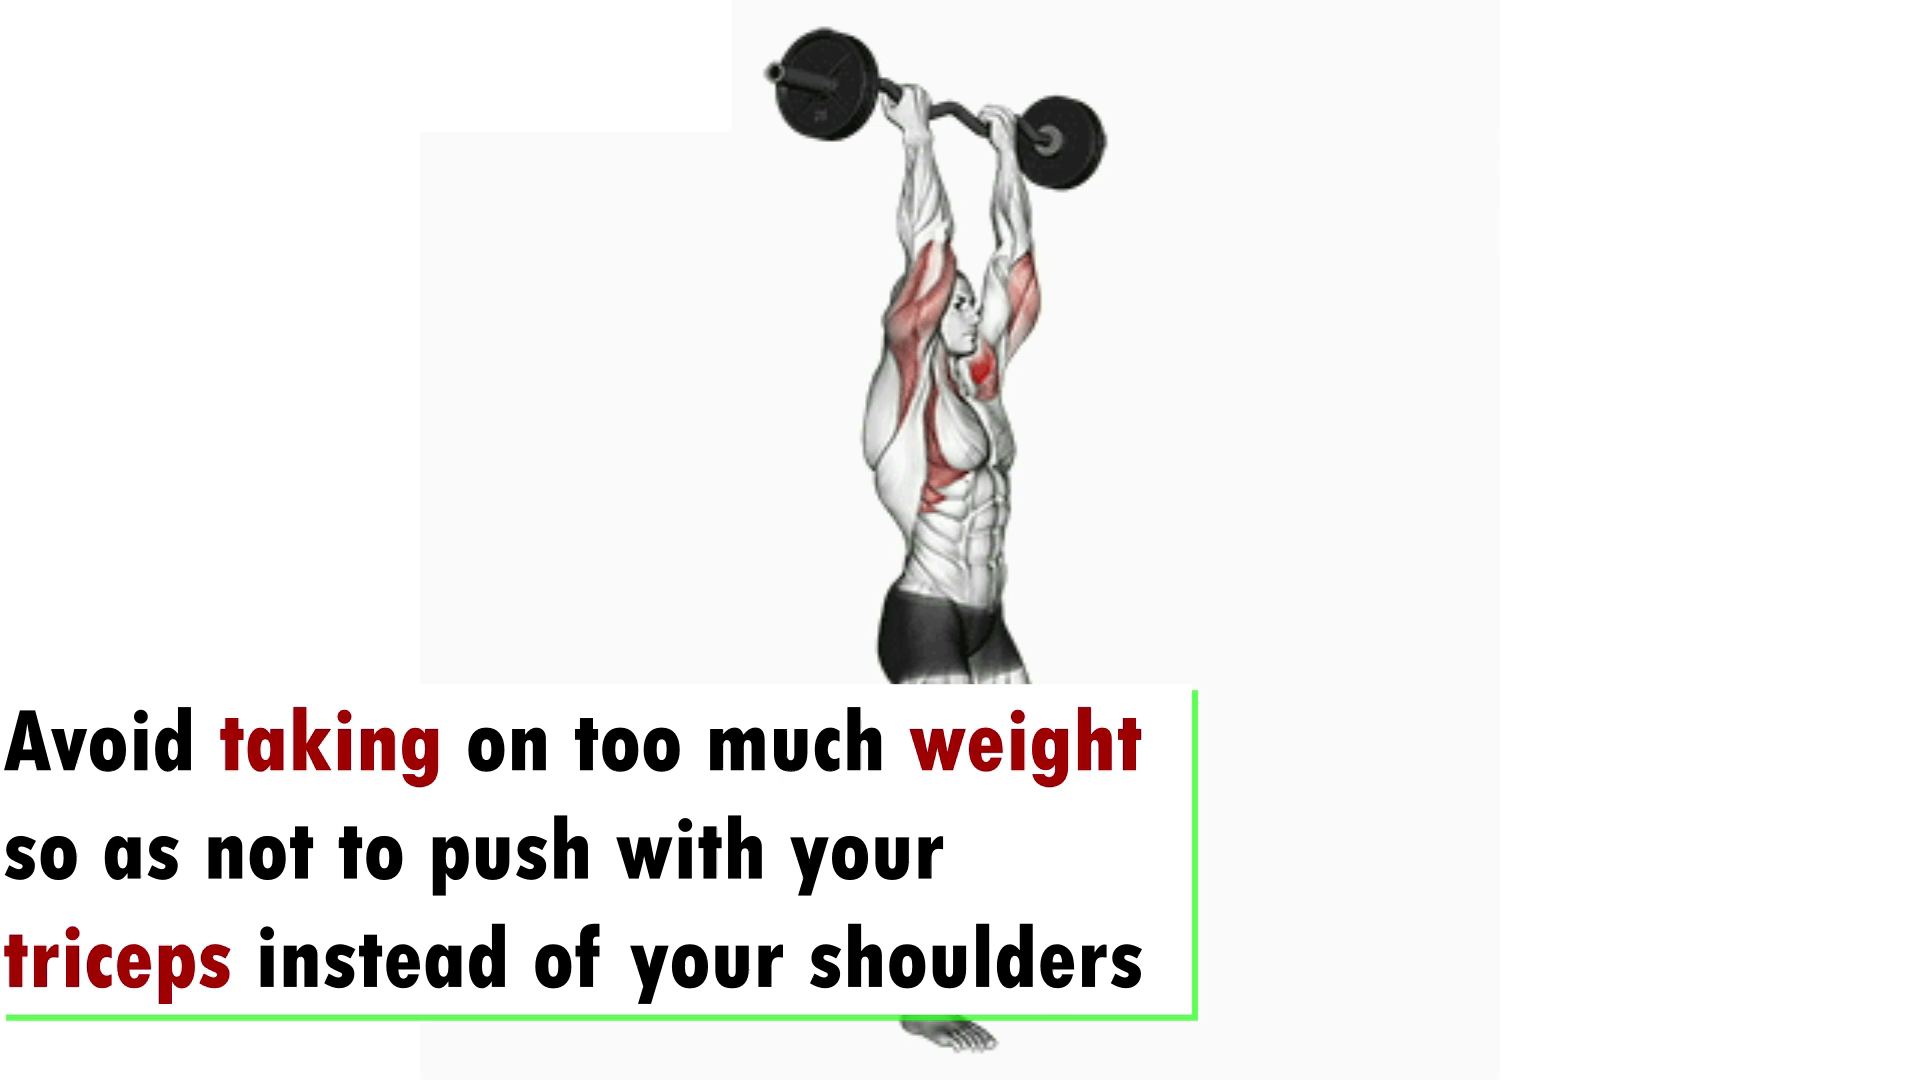 Avoid taking on too much weight
so as not to push with your
triceps instead of your shoulders